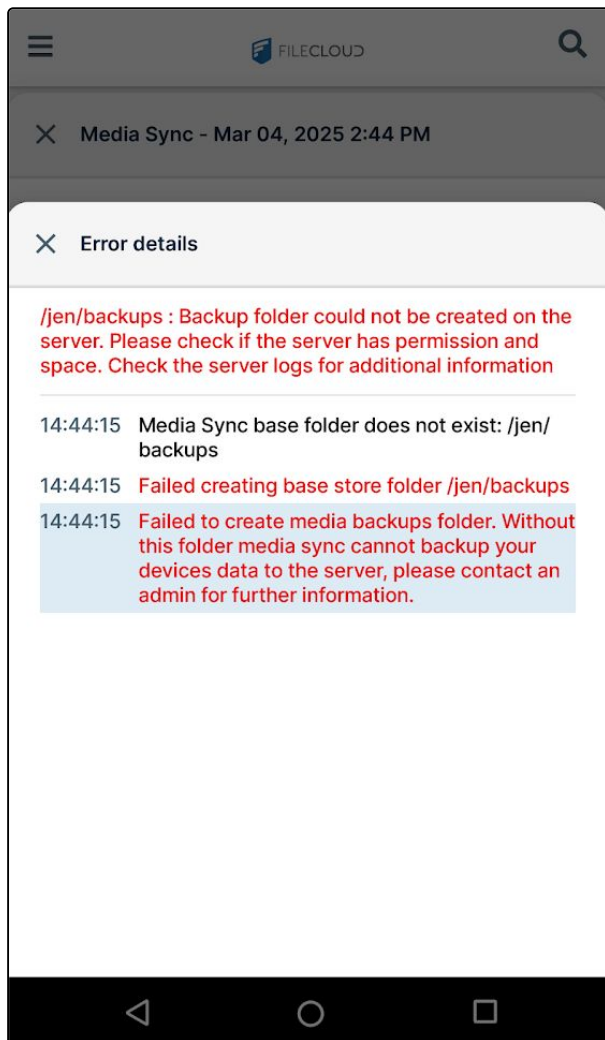 FILECLOUD
Media Sync - Mar 04, 2025 2:44 PM
Error details
/jen/backups : Backup folder could not be created on the
server. Please check if the server has permission and
space. Check the server logs for additional information
14:44:15 Media Sync base folder does not exist: /jen/
backups
14:44:15 Failed creating base store folder /jen/backups
14:44:15 Failed to create media backups folder. Without
this folder media sync cannot backup your
devices data to the server, please contact an
admin for further information.